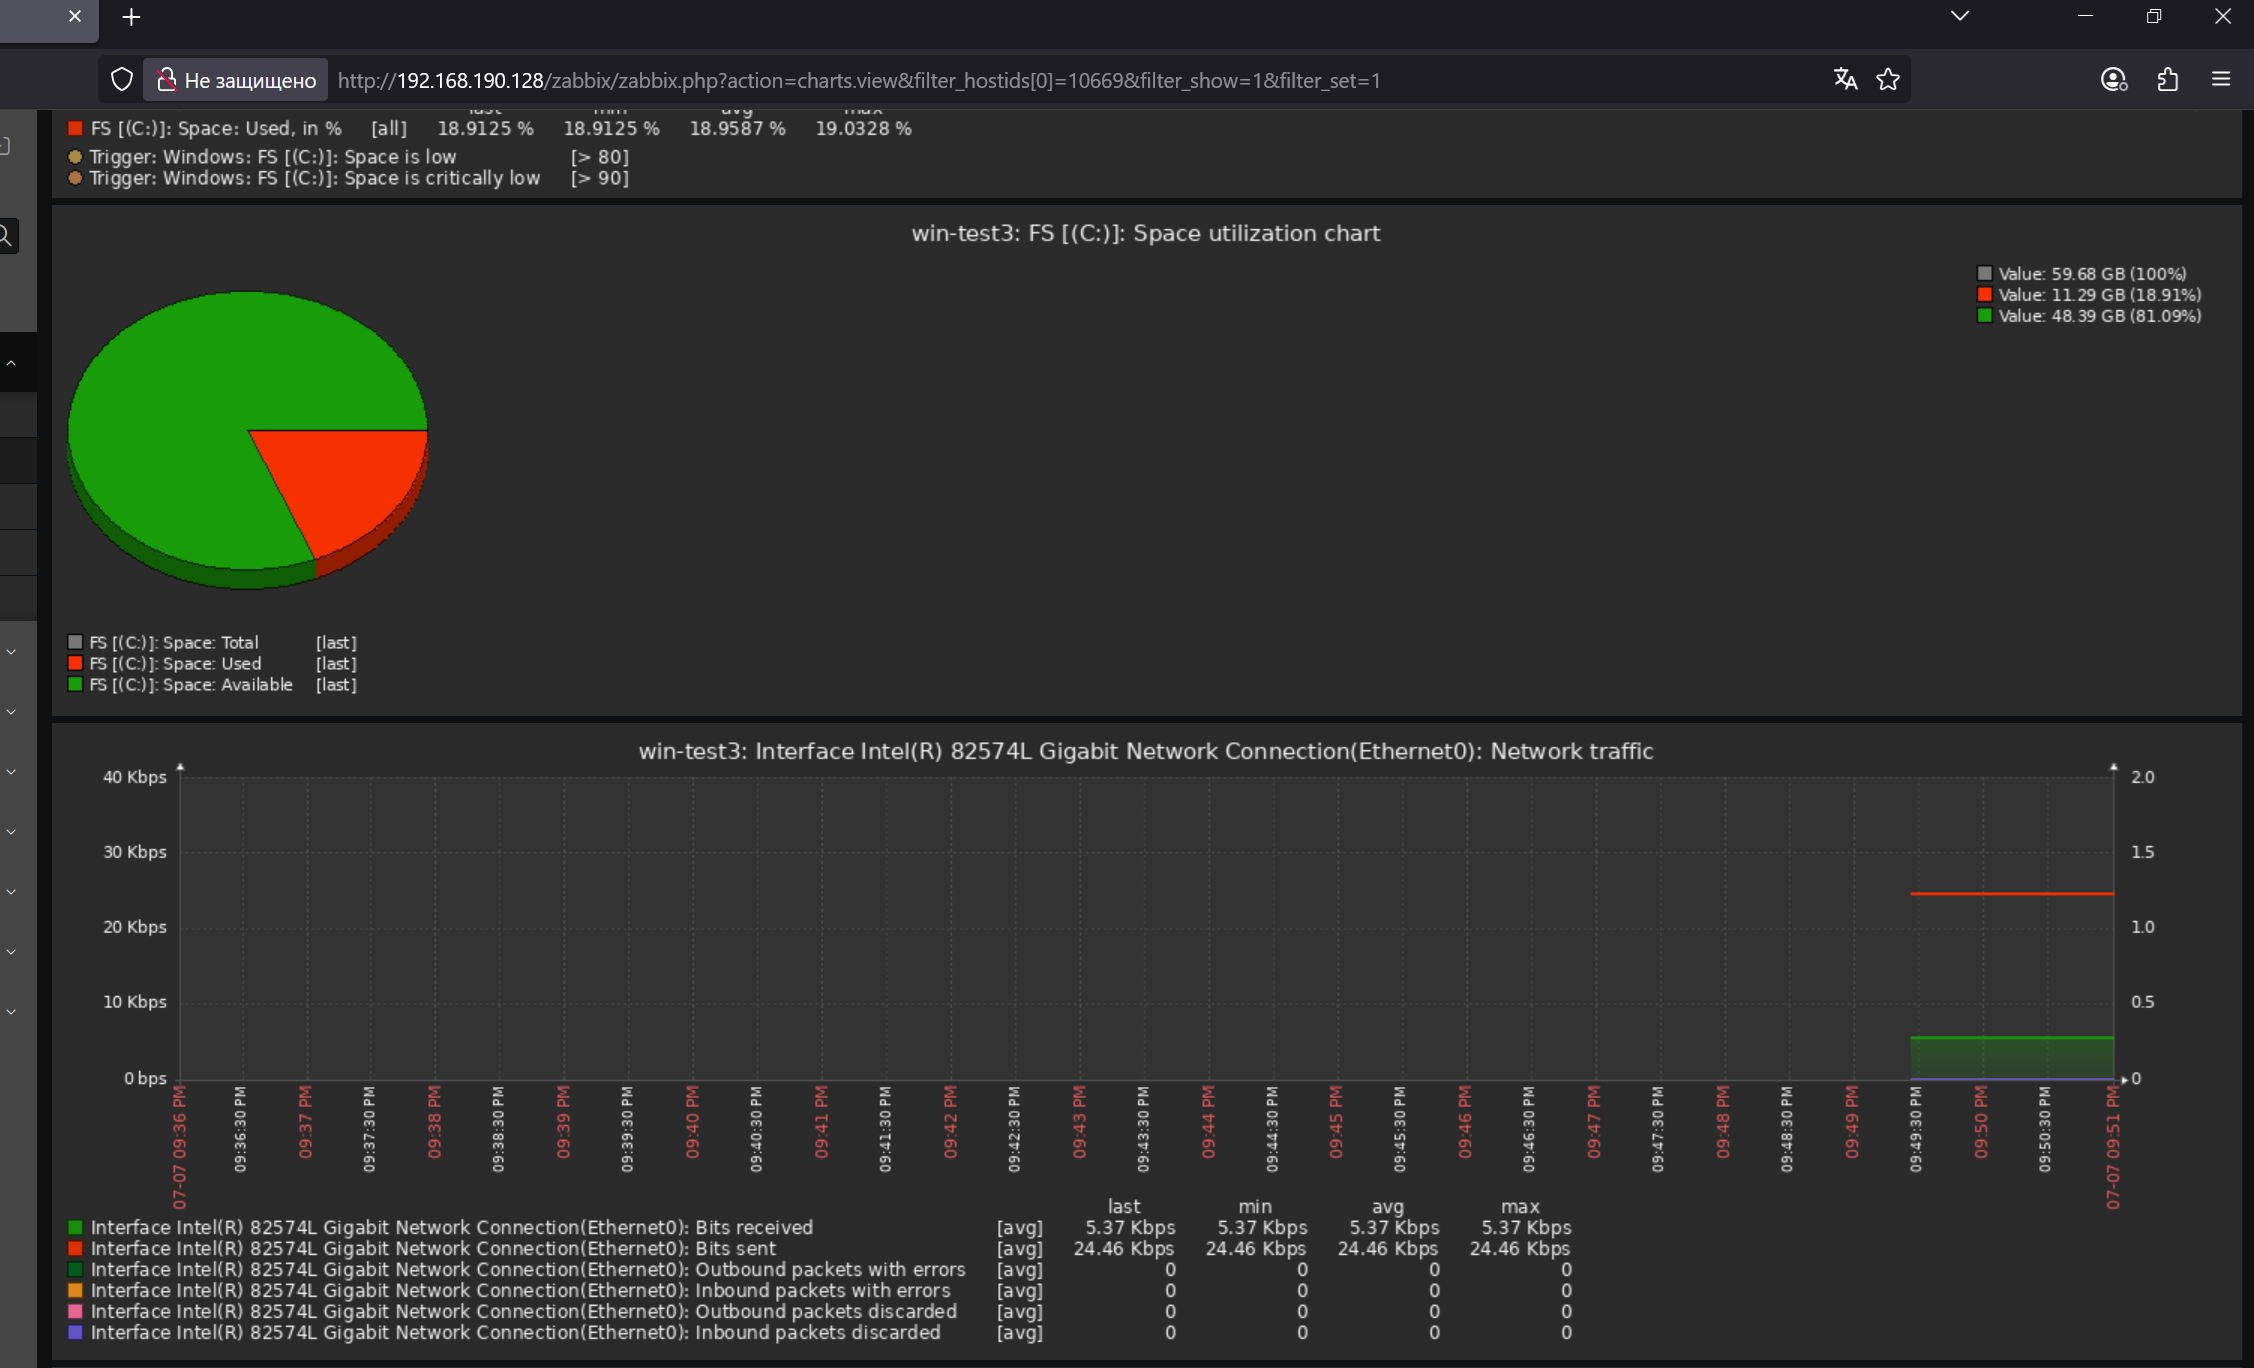 Не защищено http://192.168.190.128/zabbix/zabbix.php?action=charts.view&filter_hostids[0]=10669&filter_show=1&filter_set=1
last min avg max
FS [(C:)]: Space: Used, in % [all] 18.9125 % 18.9125 % 18.9587 % 19.0328 %
Trigger: Windows: FS [(C:)]: Space is low [> 80]
Trigger: Windows: FS [(C:)]: Space is critically low [> 90]
win-test3: FS [(C:)]: Space utilization chart
Value: 59.68 GB (100%)
Value: 11.29 GB (18.91%)
Value: 48.39 GB (81.09%)
FS [(C:)]: Space: Total [last]
FS [(C:)]: Space: Used [last]
FS [(C:)]: Space: Available [last]
win-test3: Interface Intel(R) 82574L Gigabit Network Connection(Ethernet0): Network traffic
40 Kbps 2.0
30 Kbps 1.5
20 Kbps 1.0
10 Kbps 0.5
0 bps 0
07-07 09:36 PM 09:36:30 PM 09:37 PM 09:37:30 PM 09:38 PM 09:38:30 PM 09:39 PM 09:39:30 PM 09:40 PM 09:40:30 PM 09:41 PM 09:41:30 PM 09:42 PM 09:42:30 PM 09:43 PM 09:43:30 PM 09:44 PM 09:44:30 PM 09:45 PM 09:45:30 PM 09:46 PM 09:46:30 PM 09:47 PM 09:47:30 PM 09:48 PM 09:48:30 PM 09:49 PM 09:49:30 PM 09:50 PM 09:50:30 PM 07-07 09:51 PM
last min avg max
Interface Intel(R) 82574L Gigabit Network Connection(Ethernet0): Bits received [avg] 5.37 Kbps 5.37 Kbps 5.37 Kbps 5.37 Kbps
Interface Intel(R) 82574L Gigabit Network Connection(Ethernet0): Bits sent [avg] 24.46 Kbps 24.46 Kbps 24.46 Kbps 24.46 Kbps
Interface Intel(R) 82574L Gigabit Network Connection(Ethernet0): Outbound packets with errors [avg] 0 0 0 0
Interface Intel(R) 82574L Gigabit Network Connection(Ethernet0): Inbound packets with errors [avg] 0 0 0 0
Interface Intel(R) 82574L Gigabit Network Connection(Ethernet0): Outbound packets discarded [avg] 0 0 0 0
Interface Intel(R) 82574L Gigabit Network Connection(Ethernet0): Inbound packets discarded [avg] 0 0 0 0